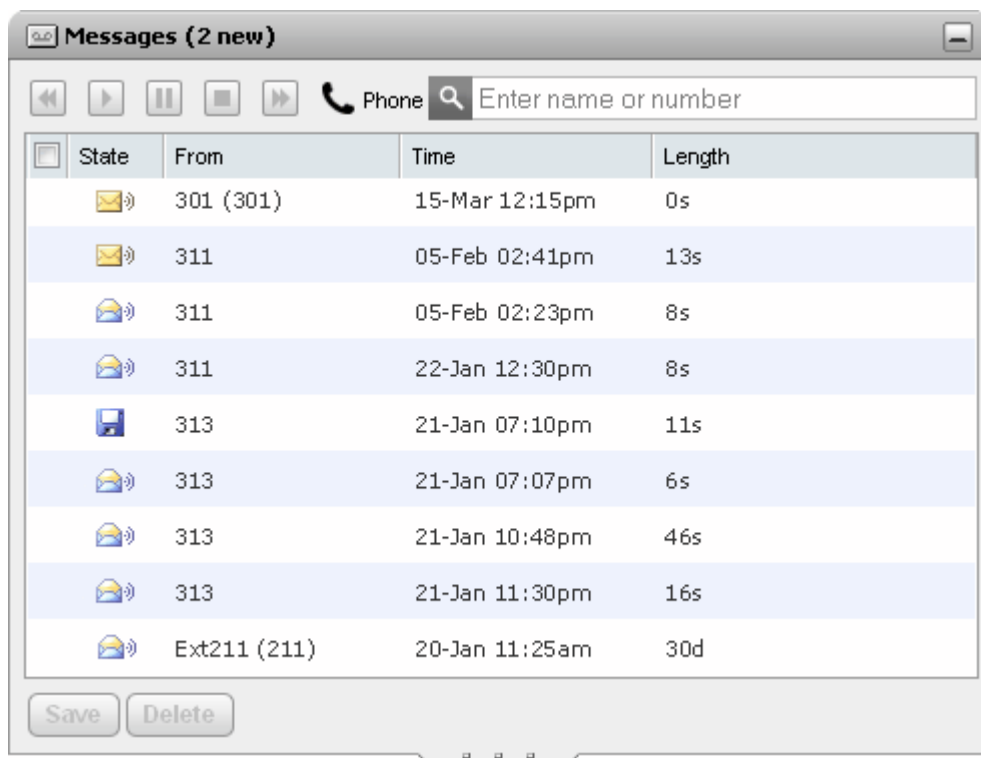 Messages (2 new)
Phone Enter name or number
State From Time Length
301 (301) 15-Mar 12:15pm 0s
311 05-Feb 02:41pm 13s
311 05-Feb 02:23pm 8s
311 22-Jan 12:30pm 8s
313 21-Jan 07:10pm 11s
313 21-Jan 07:07pm 6s
313 21-Jan 10:48pm 46s
313 21-Jan 11:30pm 16s
Ext211 (211) 20-Jan 11:25am 30d
Save Delete